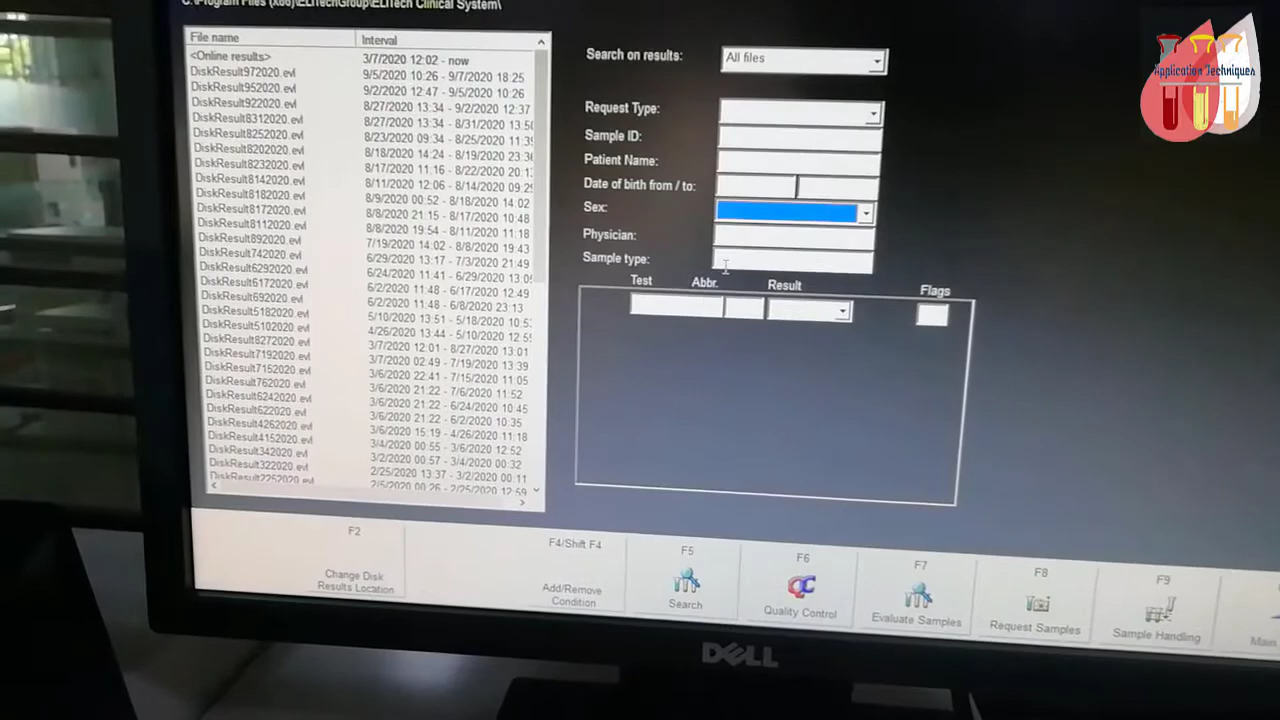 C:\Program Files (x86)\ELITechGroup\ELITech Clinical System\
Application Techniques
File name Interval
<Online results> 3/7/2020 12:02 - now
DiskResult972020.evl 9/5/2020 10:26 - 9/7/2020 18:25
DiskResult952020.evl 9/2/2020 12:47 - 9/5/2020 10:26
DiskResult922020.evl 8/27/2020 13:34 - 9/2/2020 12:37
DiskResult8312020.evl 8/27/2020 13:34 - 8/31/2020 13:50
DiskResult8252020.evl 8/23/2020 09:34 - 8/25/2020 11:35
DiskResult8202020.evl 8/18/2020 14:24 - 8/19/2020 23:36
DiskResult8232020.evl 8/17/2020 11:16 - 8/22/2020 20:1
DiskResult8142020.evl 8/11/2020 12:06 - 8/14/2020 09:29
DiskResult8182020.evl 8/9/2020 00:52 - 8/18/2020 14:02
DiskResult8172020.evl 8/8/2020 21:15 - 8/17/2020 10:48
DiskResult8112020.evl 8/8/2020 19:54 - 8/11/2020 11:18
DiskResult892020.evl 7/19/2020 14:02 - 8/8/2020 19:43
DiskResult742020.evl 6/29/2020 13:17 - 7/3/2020 21:49
DiskResult6292020.evl 6/24/2020 11:41 - 6/29/2020 13:05
DiskResult6172020.evl 6/2/2020 11:48 - 6/17/2020 12:49
DiskResult692020.evl 6/2/2020 11:48 - 6/8/2020 23:13
DiskResult5182020.evl 5/10/2020 13:51 - 5/18/2020 10:5
DiskResult5102020.evl 4/26/2020 13:44 - 5/10/2020 12:5
DiskResult8272020.evl 3/7/2020 12:01 - 8/27/2020 13:01
DiskResult7192020.evl 3/7/2020 02:49 - 7/19/2020 13:39
DiskResult7152020.evl 3/6/2020 22:41 - 7/15/2020 11:05
DiskResult762020.evl 3/6/2020 21:22 - 7/6/2020 11:52
DiskResult6242020.evl 3/6/2020 21:22 - 6/24/2020 10:45
DiskResult622020.evl 3/6/2020 21:22 - 6/2/2020 10:35
DiskResult4262020.evl 3/6/2020 15:19 - 4/26/2020 11:18
DiskResult4152020.evl 3/4/2020 00:55 - 3/6/2020 12:52
DiskResult342020.evl 3/2/2020 00:57 - 3/4/2020 00:32
DiskResult322020.evl 2/25/2020 13:37 - 3/2/2020 00:11
DiskResult2252020.evl 2/5/2020 00:26 - 2/25/2020 12:59
Search on results: All files
Request Type:
Sample ID:
Patient Name:
Date of birth from / to:
Sex:
Physician:
Sample type:
Test Abbr. Result Flags
F2 F4/Shift F4 F5 F6 F7 F8 F9
Change Disk Results Location Add/Remove Condition Search Quality Control Evaluate Samples Request Samples Sample Handling Main
DELL